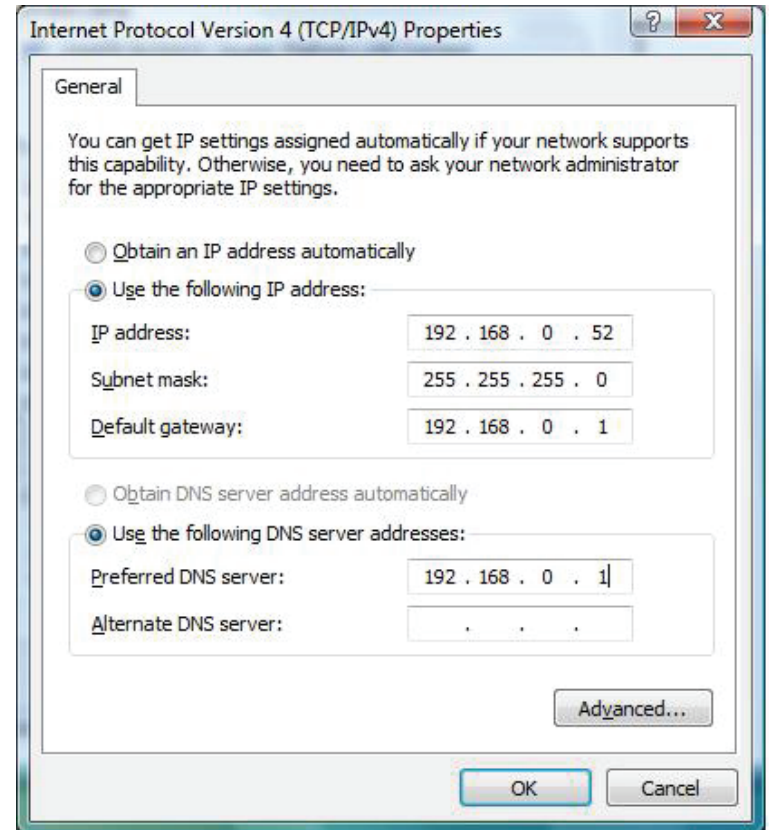 Internet Protocol Version 4 (TCP/IPv4) Properties
?
X
General
You can get IP settings assigned automatically if your network supports
this capability. Otherwise, you need to ask your network administrator
for the appropriate IP settings.
Obtain an IP address automatically
Use the following IP address:
IP address: 192 . 168 . 0 . 52
Subnet mask: 255 . 255 . 255 . 0
Default gateway: 192 . 168 . 0 . 1
Obtain DNS server address automatically
Use the following DNS server addresses:
Preferred DNS server: 192 . 168 . 0 . 1
Alternate DNS server: . . .
Advanced...
OK Cancel